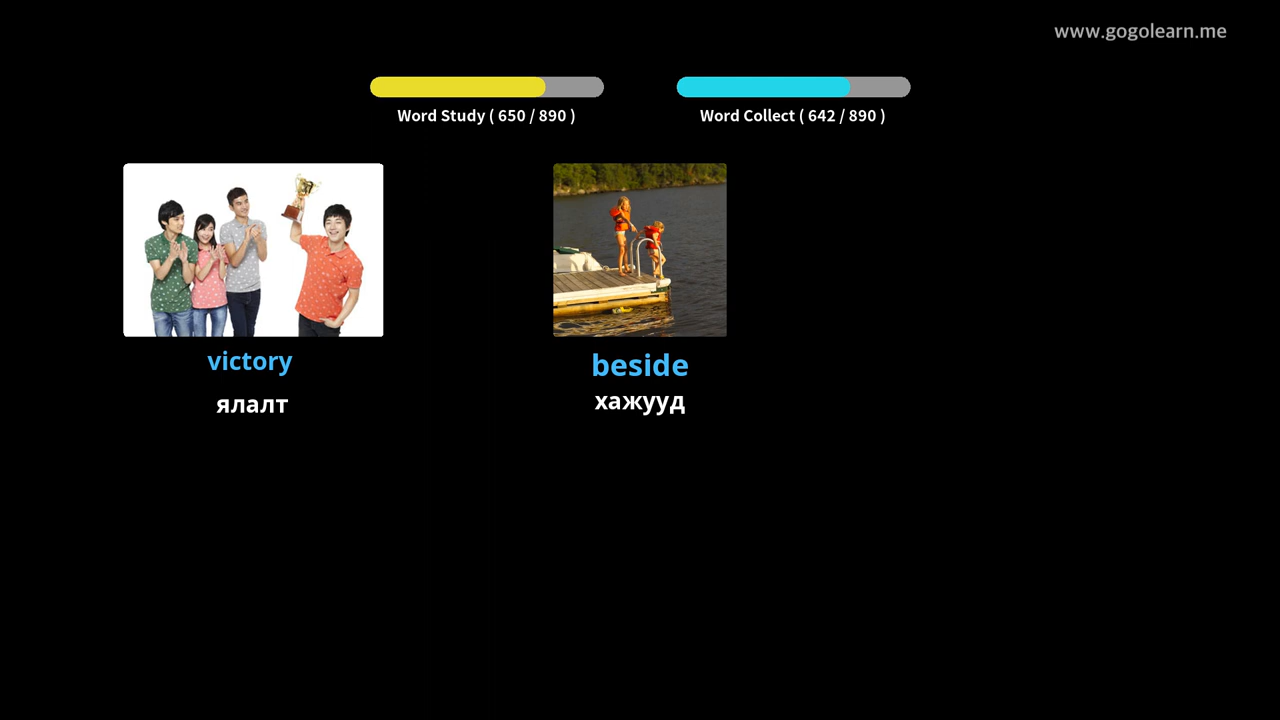 www.gogolearn.me
Word Study ( 650 / 890 )
Word Collect ( 642 / 890 )
victory
ялалт
beside
хажууд